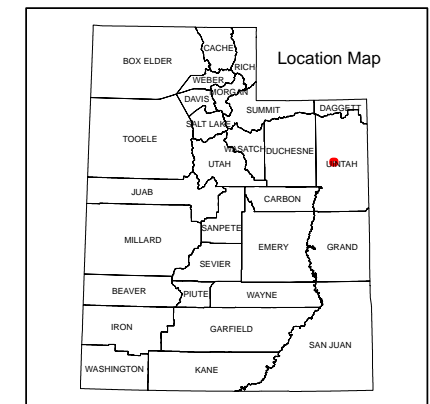 Location Map
CACHE
BOX ELDER
RICH
WEBER
MORGAN
DAVIS
SUMMIT
DAGGETT
SALT LAKE
TOOELE
WASATCH
DUCHESNE
UTAH
UINTAH
JUAB
CARBON
SANPETE
MILLARD
EMERY
GRAND
SEVIER
BEAVER
PIUTE
WAYNE
IRON
GARFIELD
SAN JUAN
WASHINGTON
KANE